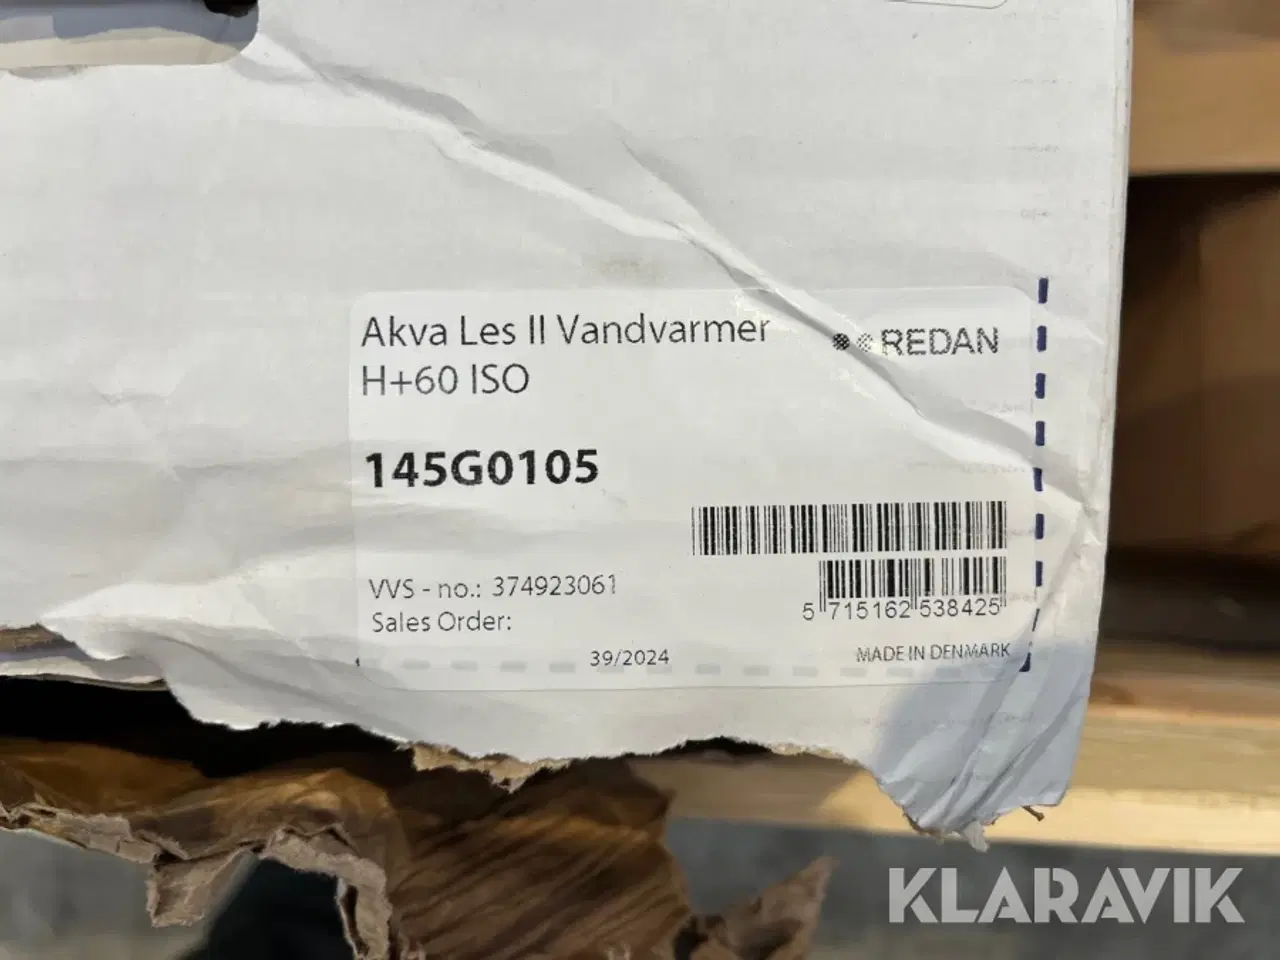 Akva Les II Vandvarmer
H+60 ISO
REDAN
145G0105
VVS - no.: 374923061
Sales Order:
5 715162 538425
39/2024
MADE IN DENMARK
KLARAVIK